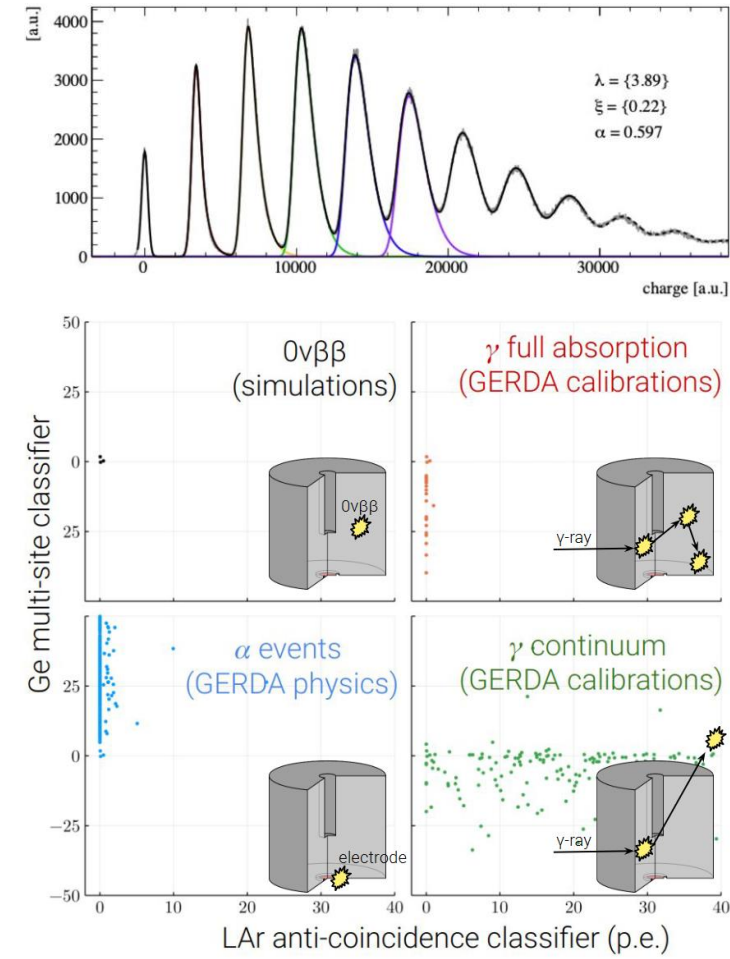 [a.u.]
4000
3000
2000
1000
0
λ = {3.89}
ξ = {0.22}
α = 0.597
0 10000 20000 30000
charge [a.u.]
Ge multi-site classifier
50
25
0
25
0νββ
(simulations)
0νββ
γ full absorption
(GERDA calibrations)
γ-ray
25
0
−25
−50
α events
(GERDA physics)
electrode
γ continuum
(GERDA calibrations)
γ-ray
0 10 20 30 40 0 10 20 30 40
LAr anti-coincidence classifier (p.e.)